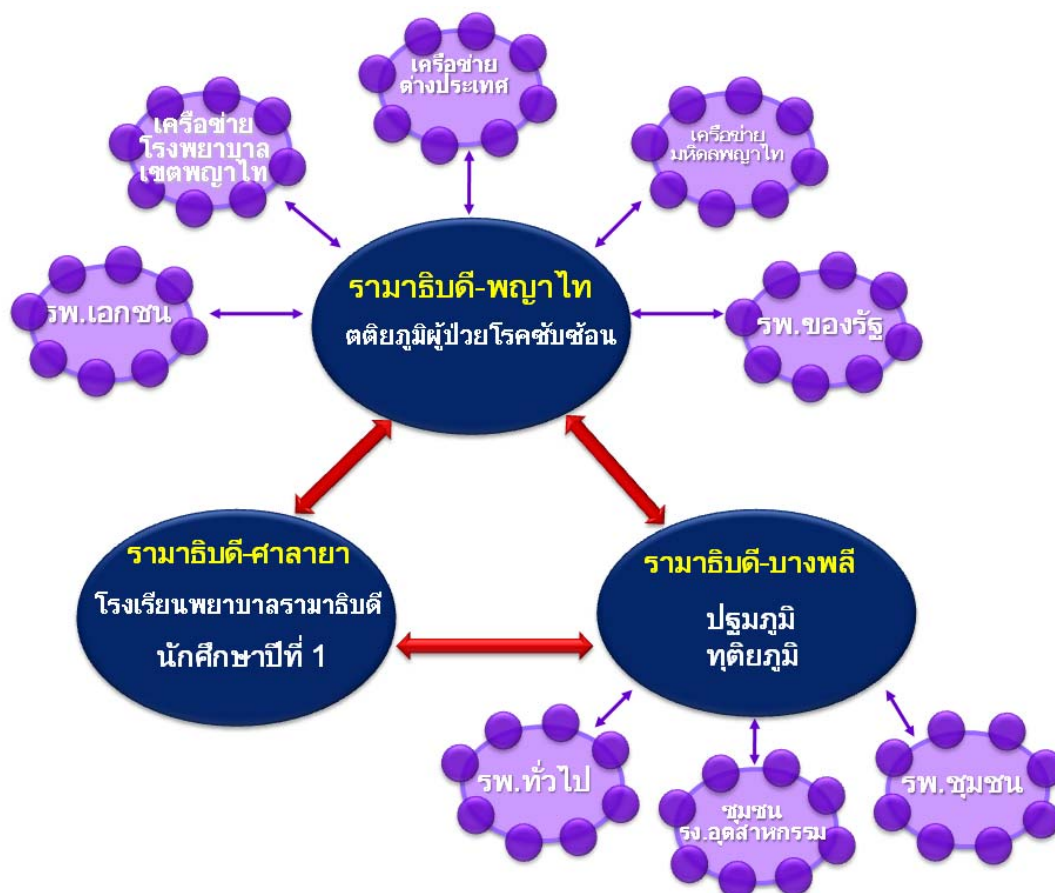 เครือข่าย
ต่างประเทศ
เครือข่าย
โรงพยาบาล
เขตพญาไท
เครือข่าย
มหิดลพญาไท
รพ.เอกชน
รามาธิบดี-พญาไท
ตติยภูมิผู้ป่วยโรคซับซ้อน
รพ.ของรัฐ
รามาธิบดี-ศาลายา
โรงเรียนพยาบาลรามาธิบดี
นักศึกษาปีที่ 1
รามาธิบดี-บางพลี
ปฐมภูมิ
ทุติยภูมิ
รพ.ทั่วไป
ชุมชน
รง.อุตสาหกรรม
รพ.ชุมชน